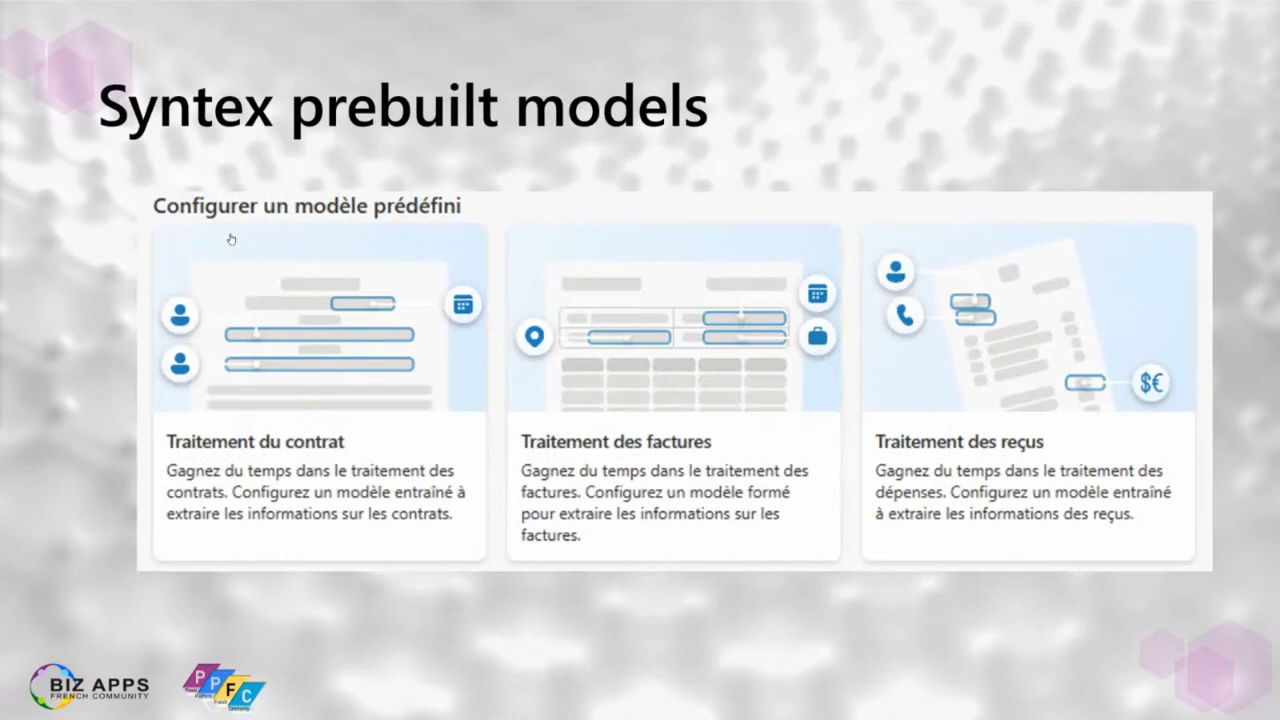 Syntex prebuilt models
Configurer un modèle prédéfini
Traitement du contrat
Gagnez du temps dans le traitement des
contrats. Configurez un modèle entraîné à
extraire les informations sur les contrats.
Traitement des factures
Gagnez du temps dans le traitement des
factures. Configurez un modèle formé
pour extraire les informations sur les
factures.
$€
Traitement des reçus
Gagnez du temps dans le traitement des
dépenses. Configurez un modèle entraîné
à extraire les informations des reçus.
BIZ APPS
FRENCH COMMUNITY
P P F C